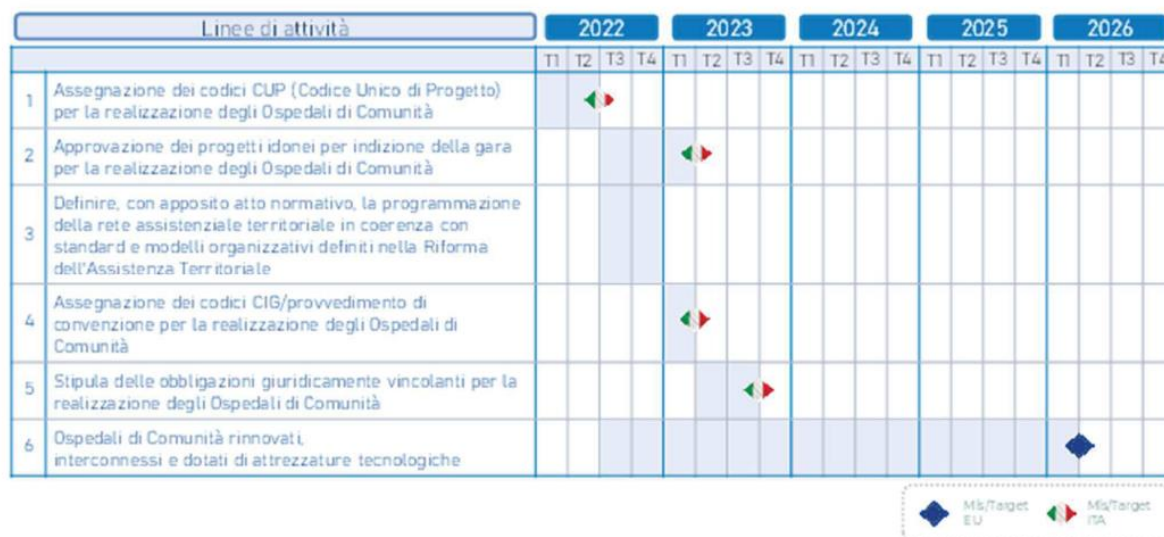 Linee di attività 2022 2023 2024 2025 2026
T1 T2 T3 T4 T1 T2 T3 T4 T1 T2 T3 T4 T1 T2 T3 T4 T1 T2 T3 T4
1 Assegnazione dei codici CUP (Codice Unico di Progetto)
per la realizzazione degli Ospedali di Comunità
2 Approvazione dei progetti idonei per indizione della gara
per la realizzazione degli Ospedali di Comunità
3 Definire, con apposito atto normativo, la programmazione
della rete assistenziale territoriale in coerenza con
standard e modelli organizzativi definiti nella Riforma
dell'Assistenza Territoriale
4 Assegnazione dei codici CIG/provvedimento di
convenzione per la realizzazione degli Ospedali di
Comunità
5 Stipula delle obbligazioni giuridicamente vincolanti per la
realizzazione degli Ospedali di Comunità
6 Ospedali di Comunità rinnovati,
interconnessi e dotati di attrezzature tecnologiche
Mls/Target
EU
Mls/Target
ITA